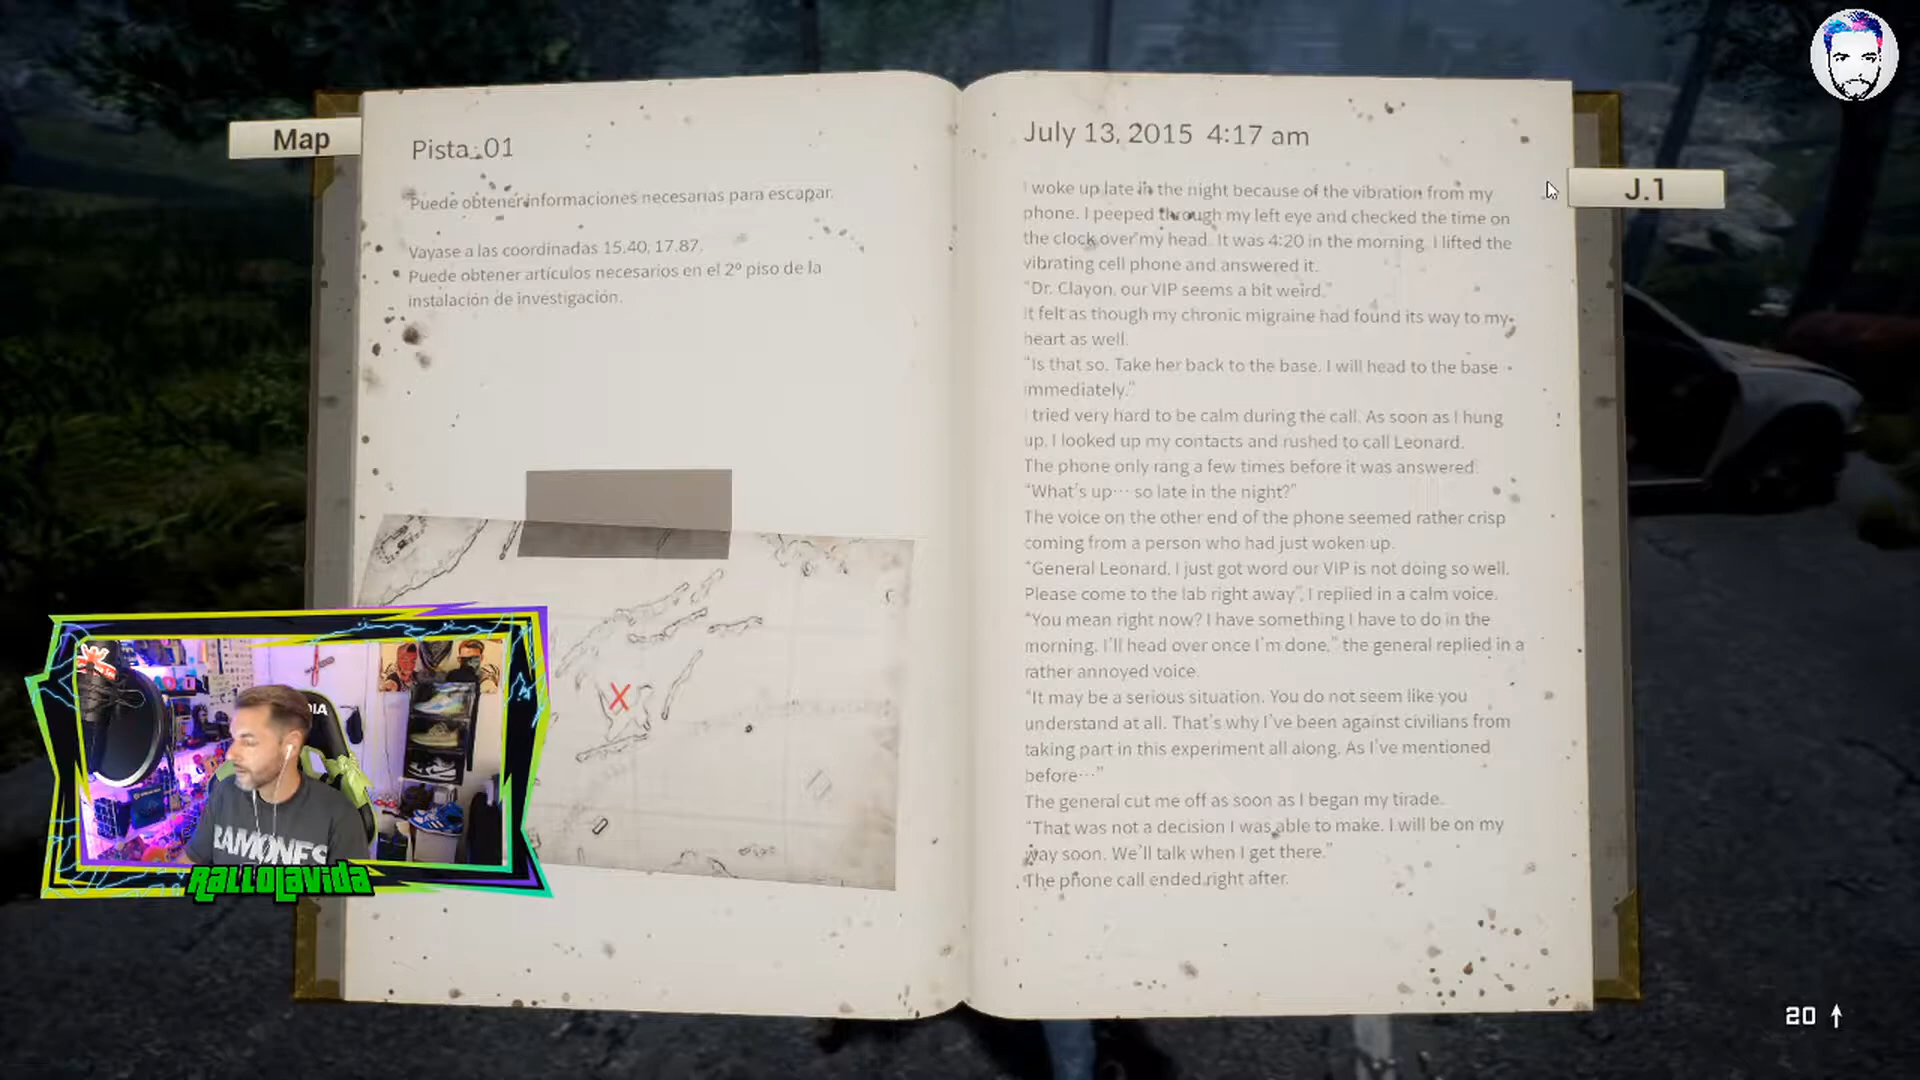 Map
Pista_01
Puede obtener informaciones necesarias para escapar.
Vayase a las coordinadas 15.40, 17.87.
Puede obtener artículos necesarios en el 2º piso de la
instalación de investigación.
July 13, 2015 4:17 am
I woke up late in the night because of the vibration from my
phone. I peeped through my left eye and checked the time on
the clock over my head. It was 4:20 in the morning. I lifted the
vibrating cell phone and answered it.
"Dr. Clayon, our VIP seems a bit weird."
It felt as though my chronic migraine had found its way to my
heart as well.
"Is that so. Take her back to the base. I will head to the base
immediately."
I tried very hard to be calm during the call. As soon as I hung
up, I looked up my contacts and rushed to call Leonard.
The phone only rang a few times before it was answered.
"What's up… so late in the night?"
The voice on the other end of the phone seemed rather crisp
coming from a person who had just woken up.
"General Leonard, I just got word our VIP is not doing so well.
Please come to the lab right away", I replied in a calm voice.
"You mean right now? I have something I have to do in the
morning. I'll head over once I'm done," the general replied in a
rather annoyed voice.
"It may be a serious situation. You do not seem like you
understand at all. That's why I've been against civilians from
taking part in this experiment all along. As I've mentioned
before…"
The general cut me off as soon as I began my tirade.
"That was not a decision I was able to make. I will be on my
way soon. We'll talk when I get there."
The phone call ended right after.
J.1
RAMONES
RalloLaVida
20